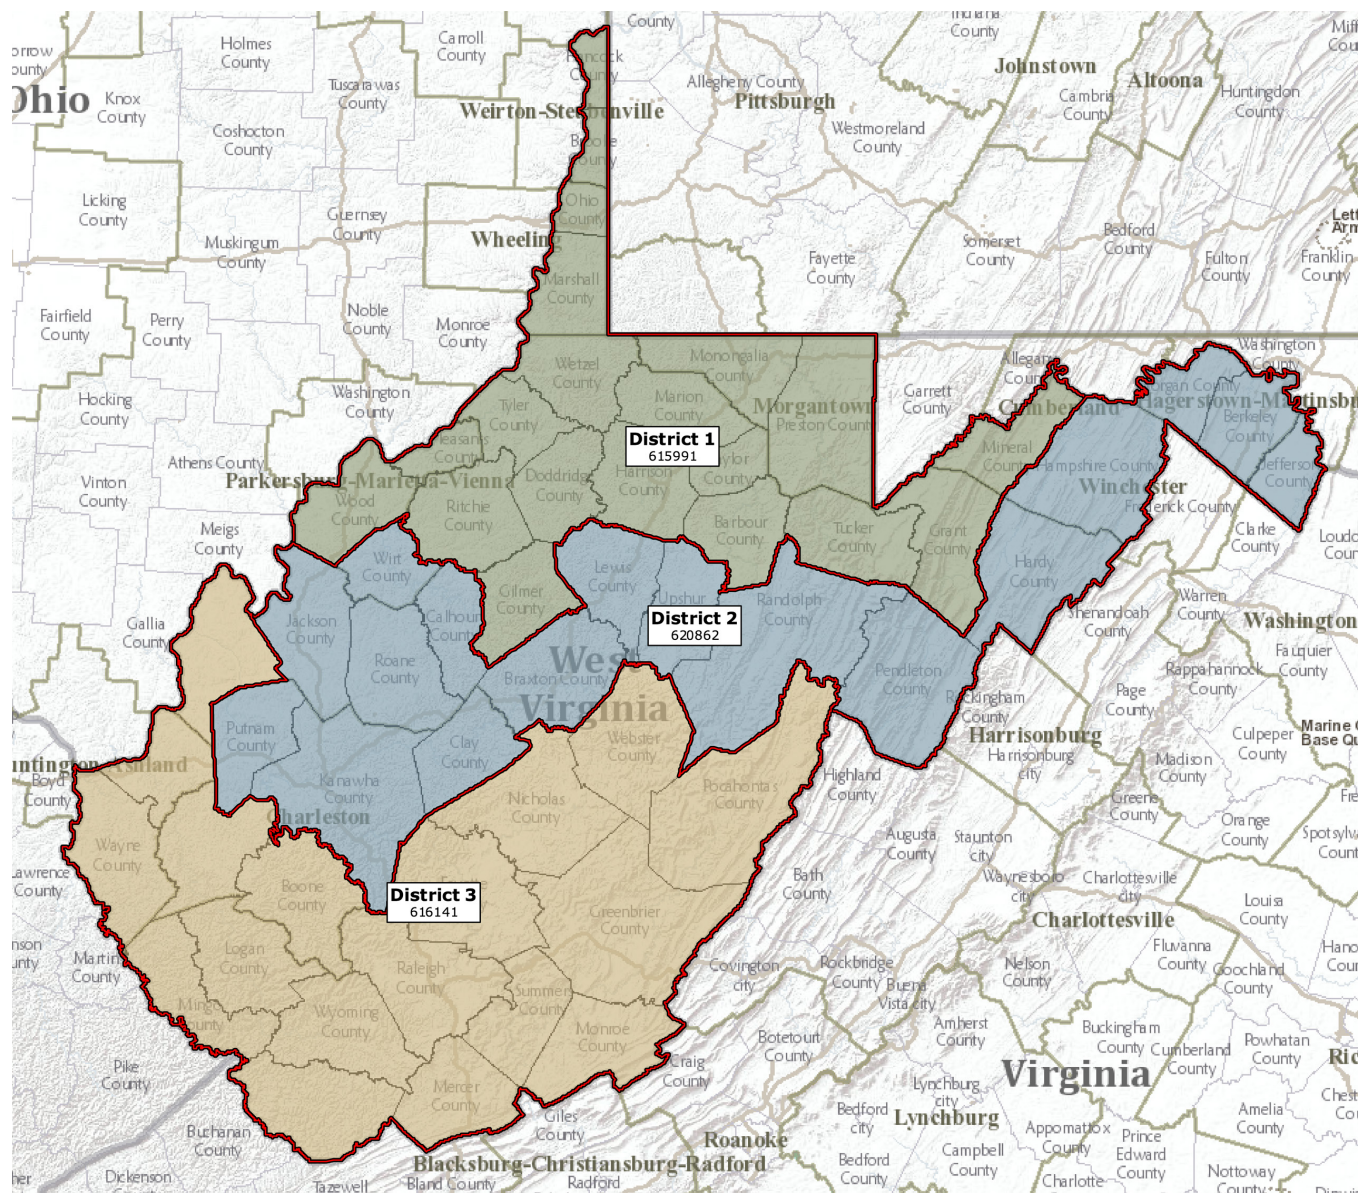 County
Indiana
County
Holmes
County
Carroll
County
Tuscarawas
County
Hancock
County
Allegheny County
Pittsburgh
Johnstown
Altoona
Cambria
County
Huntingdon
County
Ohio
Knox
County
Weirton-Steubenville
Coshocton
County
Brooke
County
Westmoreland
County
Licking
County
Guernsey
County
Ohio
County
Wheeling
Muskingum
County
Marshall
County
Fayette
County
Somerset
County
Bedford
County
Fulton
County
Franklin
County
Fairfield
County
Perry
County
Noble
County
Monroe
County
Wetzel
County
Monongalia
County
Allegany
County
Washington
County
Hocking
County
Washington
County
Tyler
County
Marion
County
Morgantown
Preston County
Garrett
County
Cumberland
Morgan County
Hagerstown-Martinsbu
Berkeley
County
Pleasants
County
District 1
615991
Mineral
County
Athens County
Vinton
County
Parkersburg-Marietta-Vienna
Wood
County
Ritchie
County
Doddridge
County
Harrison
County
Taylor
County
Hampshire County
Winchester
Frederick County
Jefferson
County
Meigs
County
Barbour
County
Tucker
County
Grant
County
Clarke
County
Wirt
County
Gilmer
County
Lewis
County
Upshur
Randolph
County
Hardy
County
Gallia
County
Jackson
County
Calhoun
County
District 2
620862
Shenandoah
County
Warren
County
Washington
Fauquier
County
Roane
County
West
Virginia
Braxton County
Pendleton
County
Rappahannock
County
Page
County
Rockingham
County
Harrisonburg
Harrisonburg
city
Culpeper
County
Madison
County
Putnam
County
Clay
County
Webster
County
Boyd
County
Kanawha
County
Charleston
Nicholas
County
Pocahontas
County
Highland
County
Greene
County
Orange
County
Wayne
County
Augusta
County
Staunton
city
Waynesboro
city
Charlottesville
city
Charlottesville
Boone
County
District 3
616141
Greenbrier
County
Bath
County
Louisa
County
Logan
County
Raleigh
County
Covington
city
Rockbridge
County
Buena
Vista city
Nelson
County
Fluvanna
County
Goochland
County
Mingo
County
Wyoming
County
Summers
County
Monroe
County
Botetourt
County
Amherst
County
Buckingham
County
Cumberland
County
Powhatan
County
Virginia
Pike
County
Mercer
County
Craig
County
Giles
County
Lynchburg
city
Lynchburg
Bedford
city
Appomattox
County
Amelia
County
Buchanan
County
Roanoke
Campbell
County
Prince
Edward
County
Blacksburg-Christiansburg-Radford
Bland County
Radford
Bedford
County
Dickenson
County
Tazewell
Charlotte
Nottoway
County